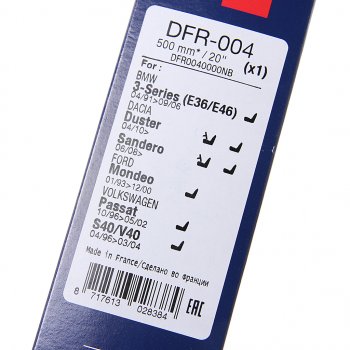 DFR-004
500 mm* / 20" (x1)
DFR0040000NB
For :
BMW
3-Series (E36/E46)
04/91>09/06
DACIA
Duster
04/10>
Sandero
06/08>
FORD
Mondeo
01/93>12/00
VOLKSWAGEN
Passat
10/96>05/02
S40/V40
04/96>03/04
Made in France/Сделано во Франции
8 717613 028384
EAC